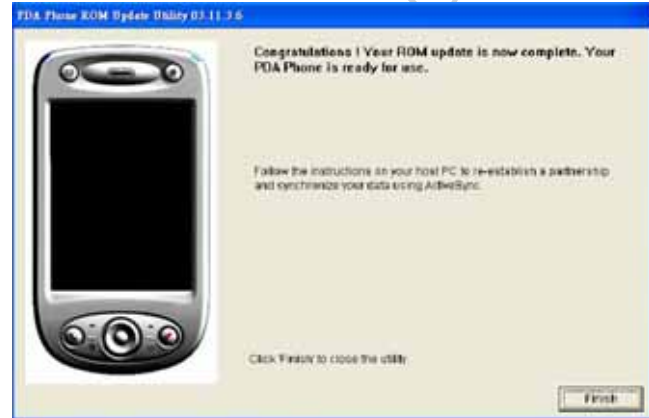 PDA Phone ROM Update Utility 03.11.3.6
Congratulations ! Your ROM update is now complete. Your
PDA Phone is ready for use.
Follow the instructions on your host PC to re-establish a partnership
and synchronize your data using ActiveSync.
Click 'Finish' to close the utility.
Finish